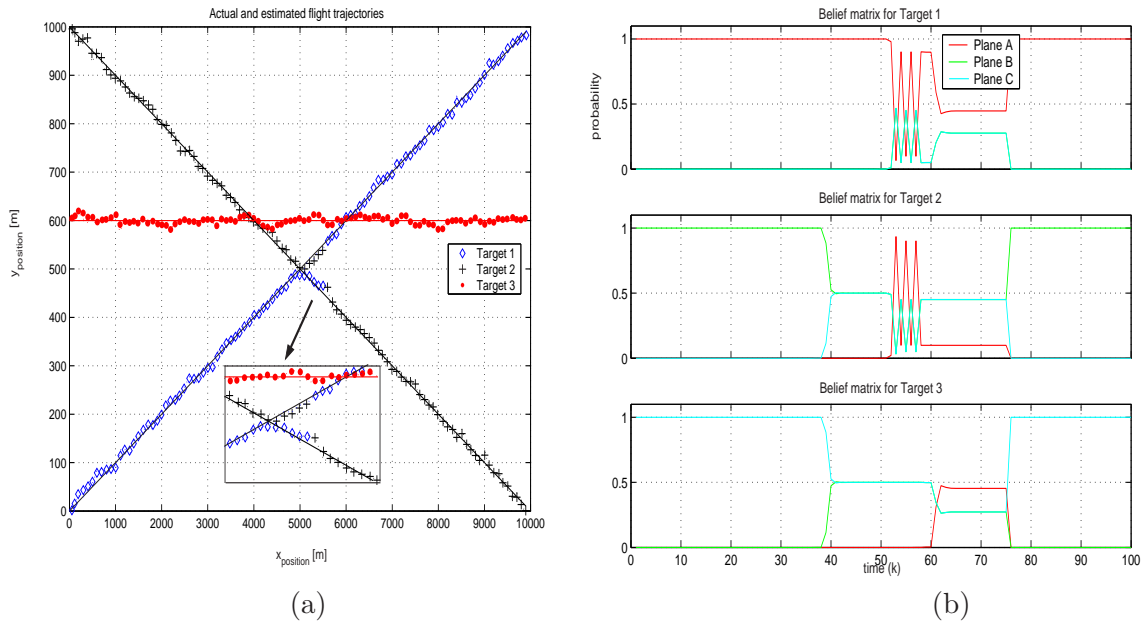 Actual and estimated flight trajectories
1000
900
800
700
600
500
400
300
200
100
0
y_position [m]
Target 1
Target 2
Target 3
0 1000 2000 3000 4000 5000 6000 7000 8000 9000 10000
x_position [m]
(a)
Belief matrix for Target 1
1
0.5
0
probability
Plane A
Plane B
Plane C
Belief matrix for Target 2
1
0.5
0
Belief matrix for Target 3
1
0.5
0
0 10 20 30 40 50 60 70 80 90 100
time (k)
(b)